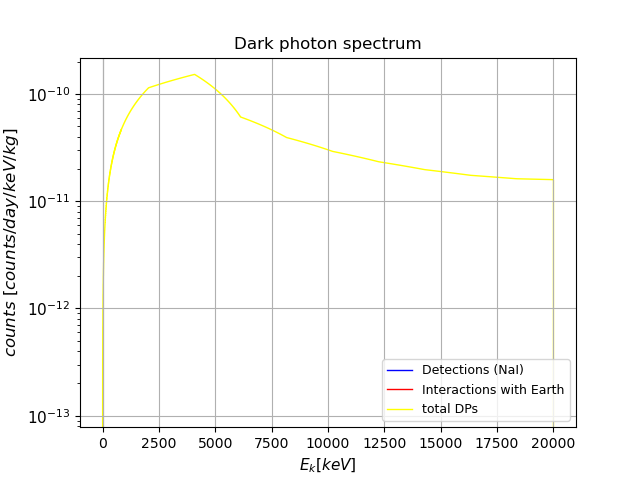 Dark photon spectrum
counts [counts/day/keV/kg]
10⁻¹⁰
10⁻¹¹
10⁻¹²
10⁻¹³
Detections (NaI)
Interactions with Earth
total DPs
0 2500 5000 7500 10000 12500 15000 17500 20000
Eₖ[keV]